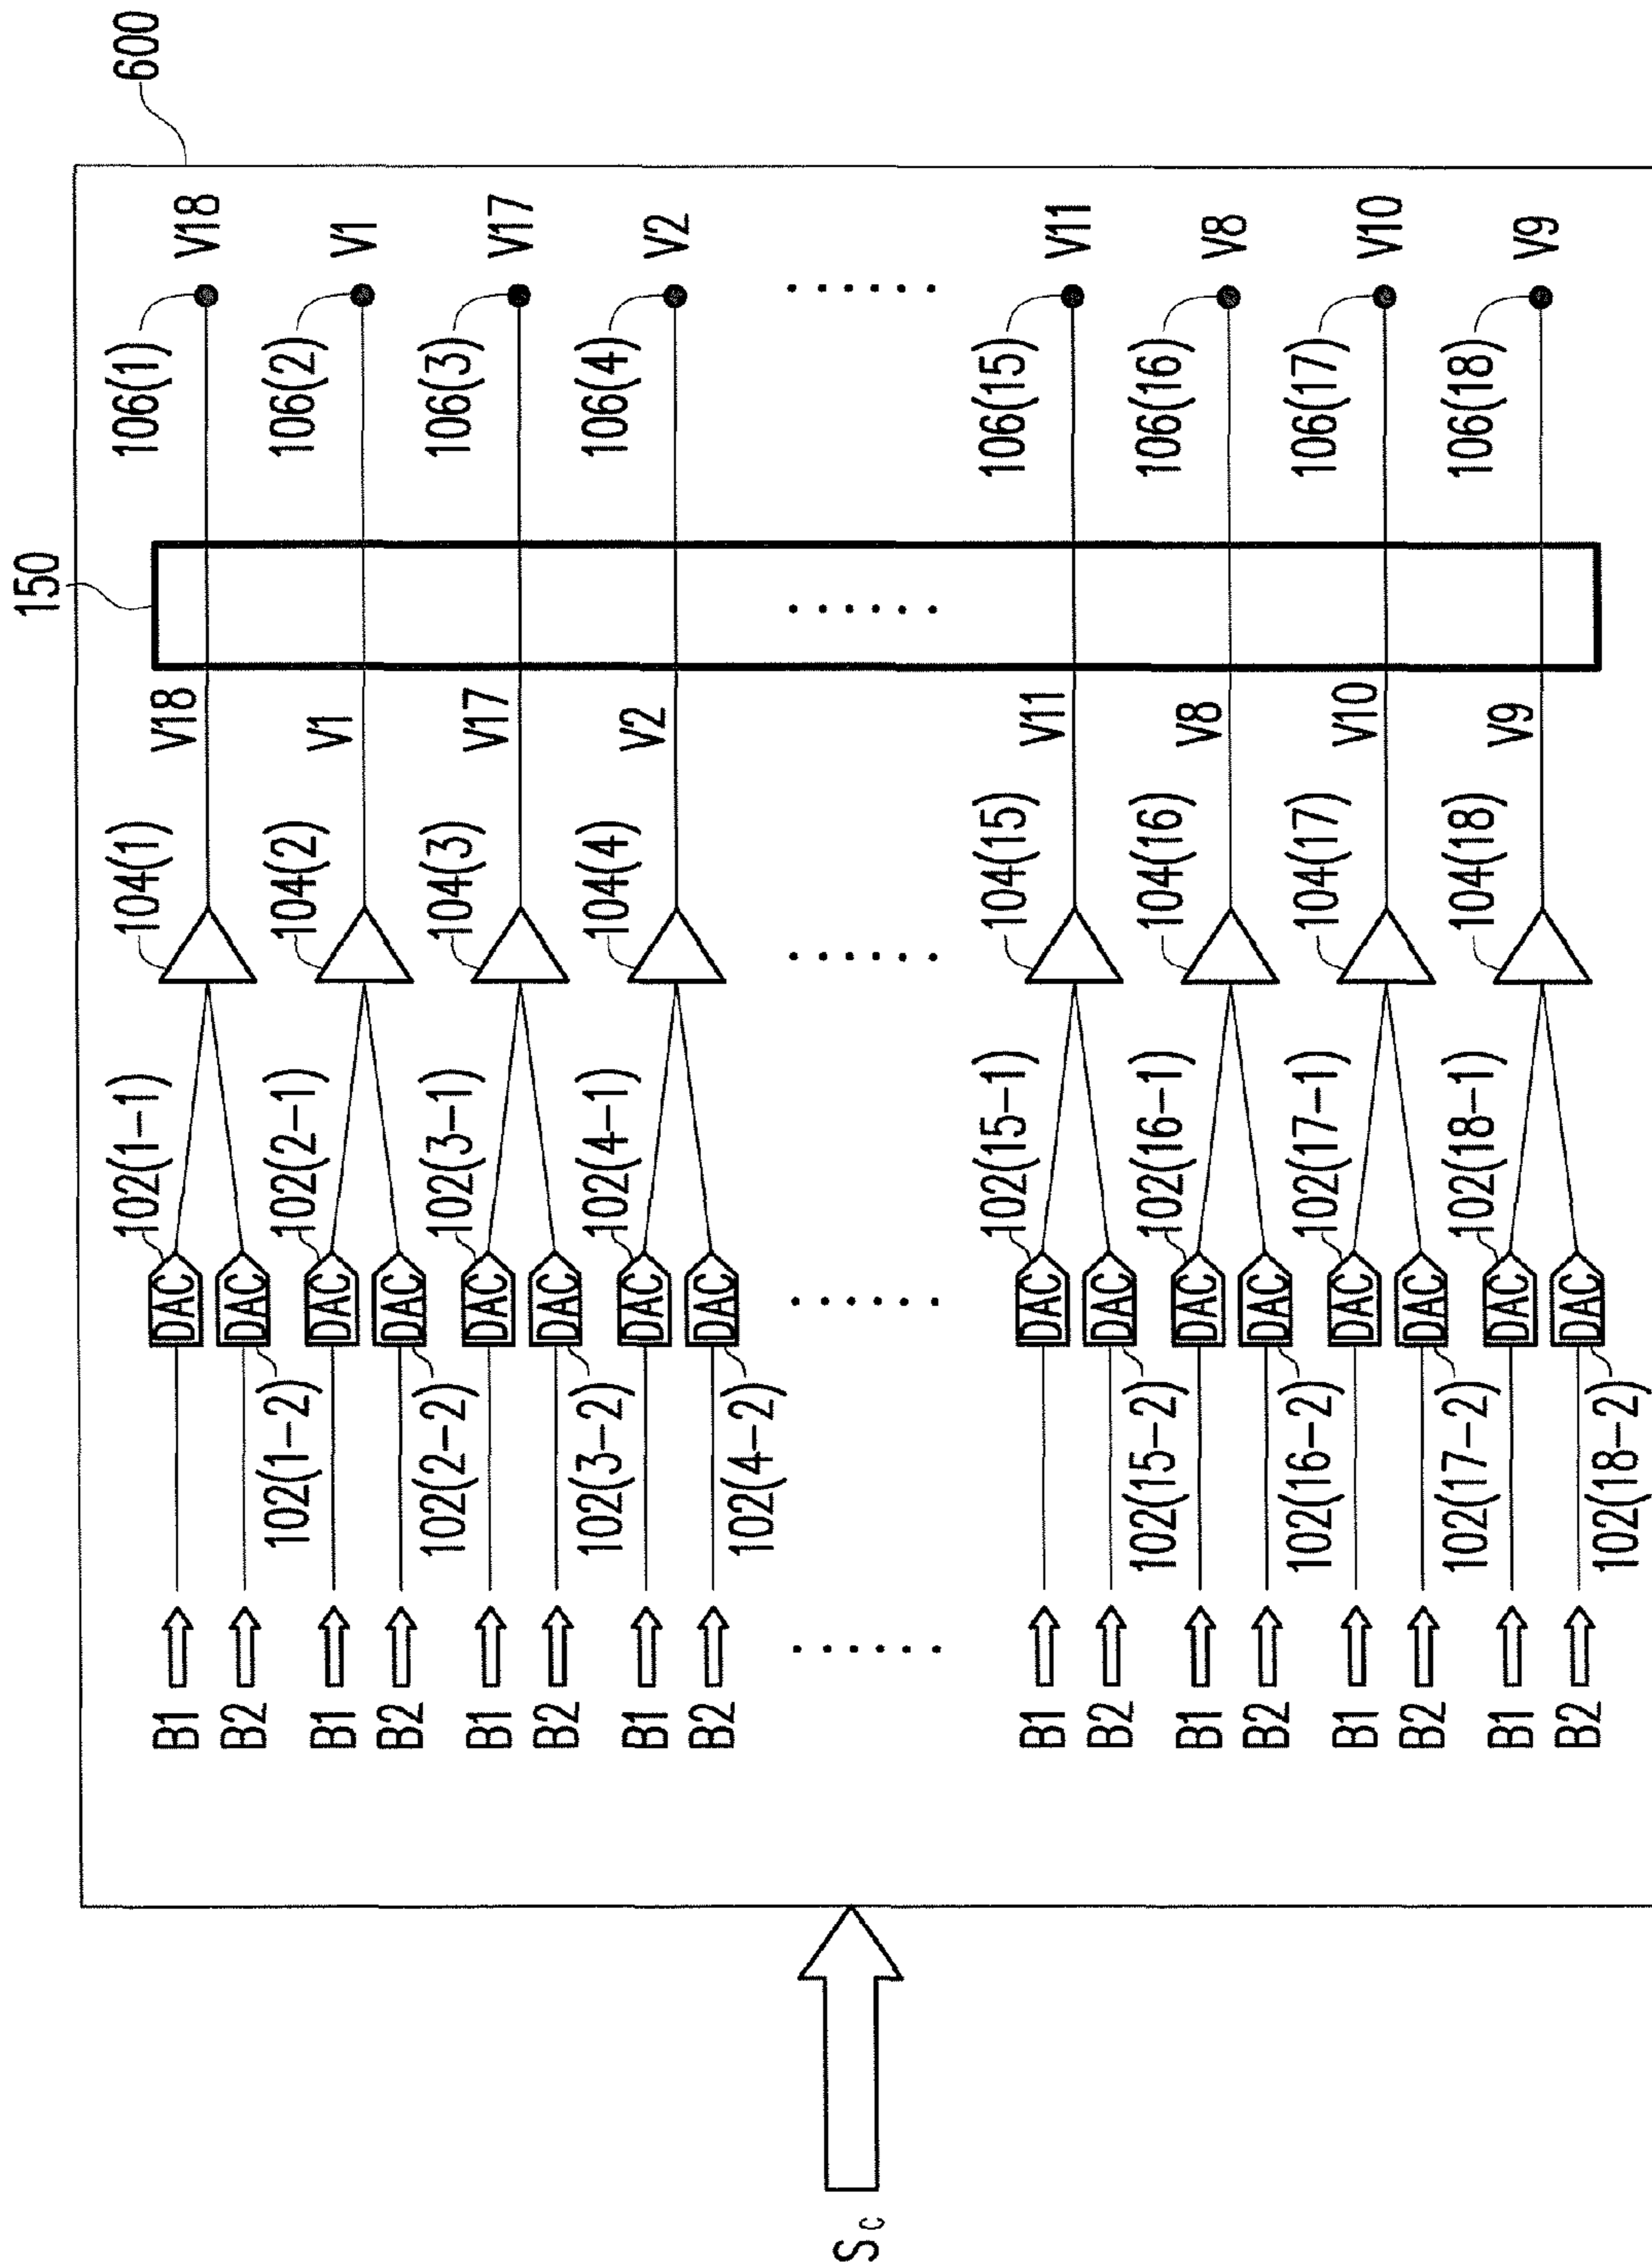 600
150
B1
DAC
102(1-1)
104(1)
V18
106(1)
V18
B2
DAC
102(1-2)
B1
DAC
102(2-1)
104(2)
V1
106(2)
V1
B2
DAC
102(2-2)
B1
DAC
102(3-1)
104(3)
V17
106(3)
V17
B2
DAC
102(3-2)
B1
DAC
102(4-1)
104(4)
V2
106(4)
V2
B2
DAC
102(4-2)
......
......
......
......
......
Sc
B1
DAC
102(15-1)
104(15)
V11
106(15)
V11
B2
DAC
102(15-2)
B1
DAC
102(16-1)
104(16)
V8
106(16)
V8
B2
DAC
102(16-2)
B1
DAC
102(17-1)
104(17)
V10
106(17)
V10
B2
DAC
102(17-2)
B1
DAC
102(18-1)
104(18)
V9
106(18)
V9
B2
DAC
102(18-2)